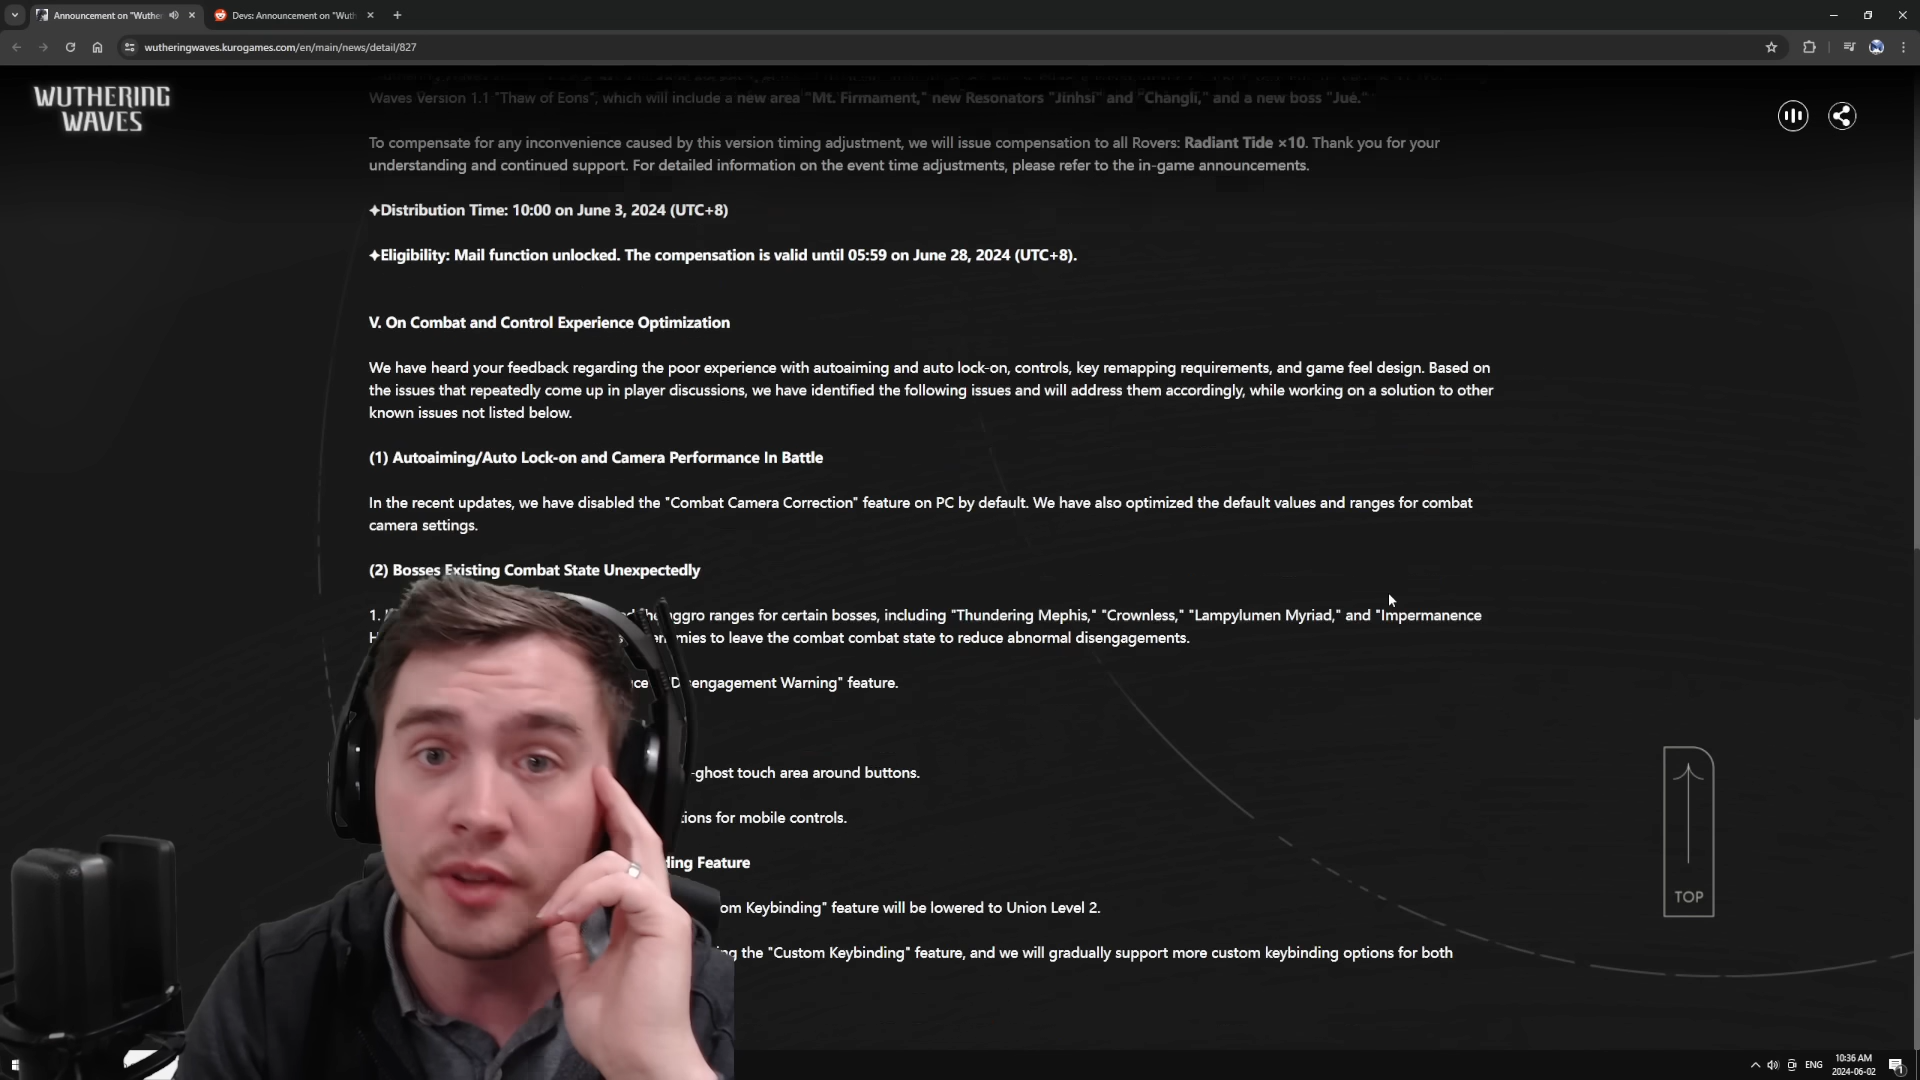 Announcement on "Wuther
Devs: Announcement on "Wuth
wutheringwaves.kurogames.com/en/main/news/detail/827
WUTHERING
WAVES
Waves Version 1.1 "Thaw of Eons", which will include a new area "Mt. Firmament," new Resonators "Jinhsi" and "Changli," and a new boss "Jué."
To compensate for any inconvenience caused by this version timing adjustment, we will issue compensation to all Rovers: Radiant Tide ×10. Thank you for your
understanding and continued support. For detailed information on the event time adjustments, please refer to the in-game announcements.
✦Distribution Time: 10:00 on June 3, 2024 (UTC+8)
✦Eligibility: Mail function unlocked. The compensation is valid until 05:59 on June 28, 2024 (UTC+8).
V. On Combat and Control Experience Optimization
We have heard your feedback regarding the poor experience with autoaiming and auto lock-on, controls, key remapping requirements, and game feel design. Based on
the issues that repeatedly come up in player discussions, we have identified the following issues and will address them accordingly, while working on a solution to other
known issues not listed below.
(1) Autoaiming/Auto Lock-on and Camera Performance In Battle
In the recent updates, we have disabled the "Combat Camera Correction" feature on PC by default. We have also optimized the default values and ranges for combat
camera settings.
(2) Bosses Existing Combat State Unexpectedly
1. aggro ranges for certain bosses, including "Thundering Mephis," "Crownless," "Lampylumen Myriad," and "Impermanence
to leave the combat combat state to reduce abnormal disengagements.
Warning" feature.
-ghost touch area around buttons.
for mobile controls.
Feature
Keybinding" feature will be lowered to Union Level 2.
the "Custom Keybinding" feature, and we will gradually support more custom keybinding options for both
TOP
ENG
10:36 AM
2024-06-02